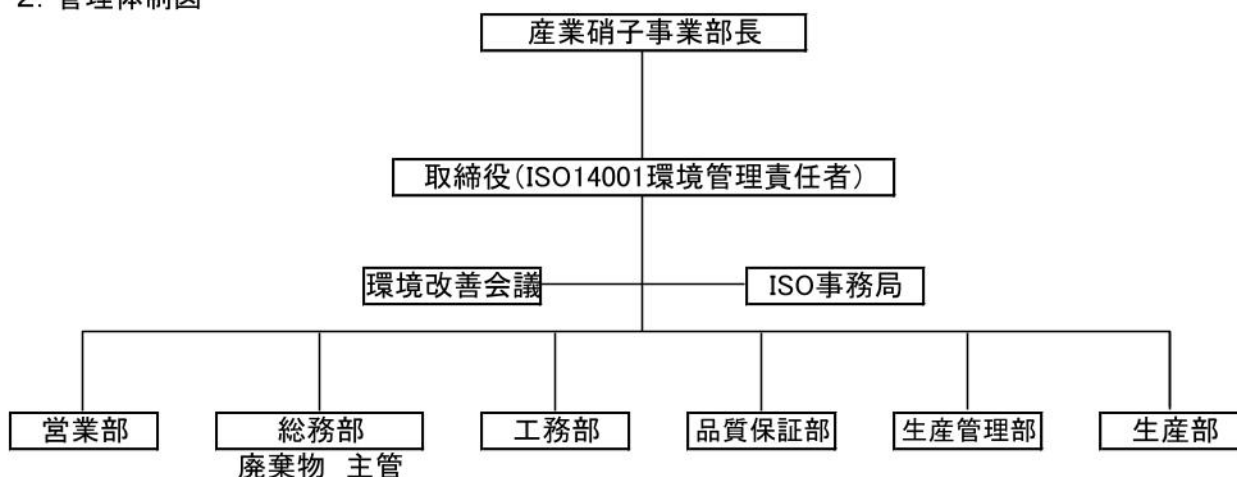 2. 管理体制図
産業硝子事業部長
取締役(ISO14001環境管理責任者)
環境改善会議
ISO事務局
営業部
総務部
工務部
品質保証部
生産管理部
生産部
廃棄物 主管